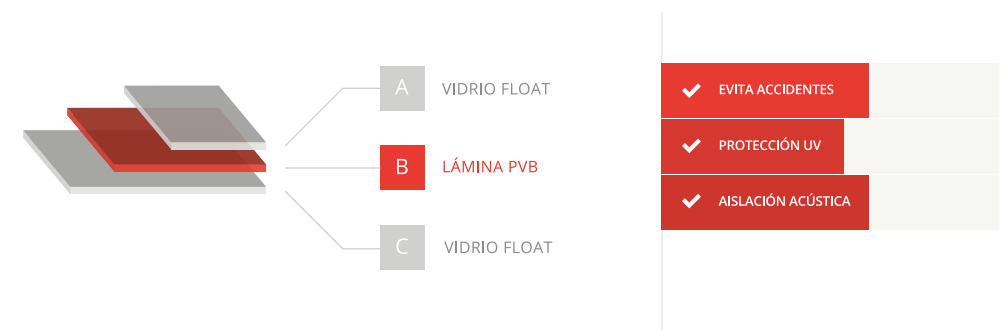 A
VIDRIO FLOAT
B
LÁMINA PVB
C
VIDRIO FLOAT
EVITA ACCIDENTES
PROTECCIÓN UV
AISLACIÓN ACÚSTICA